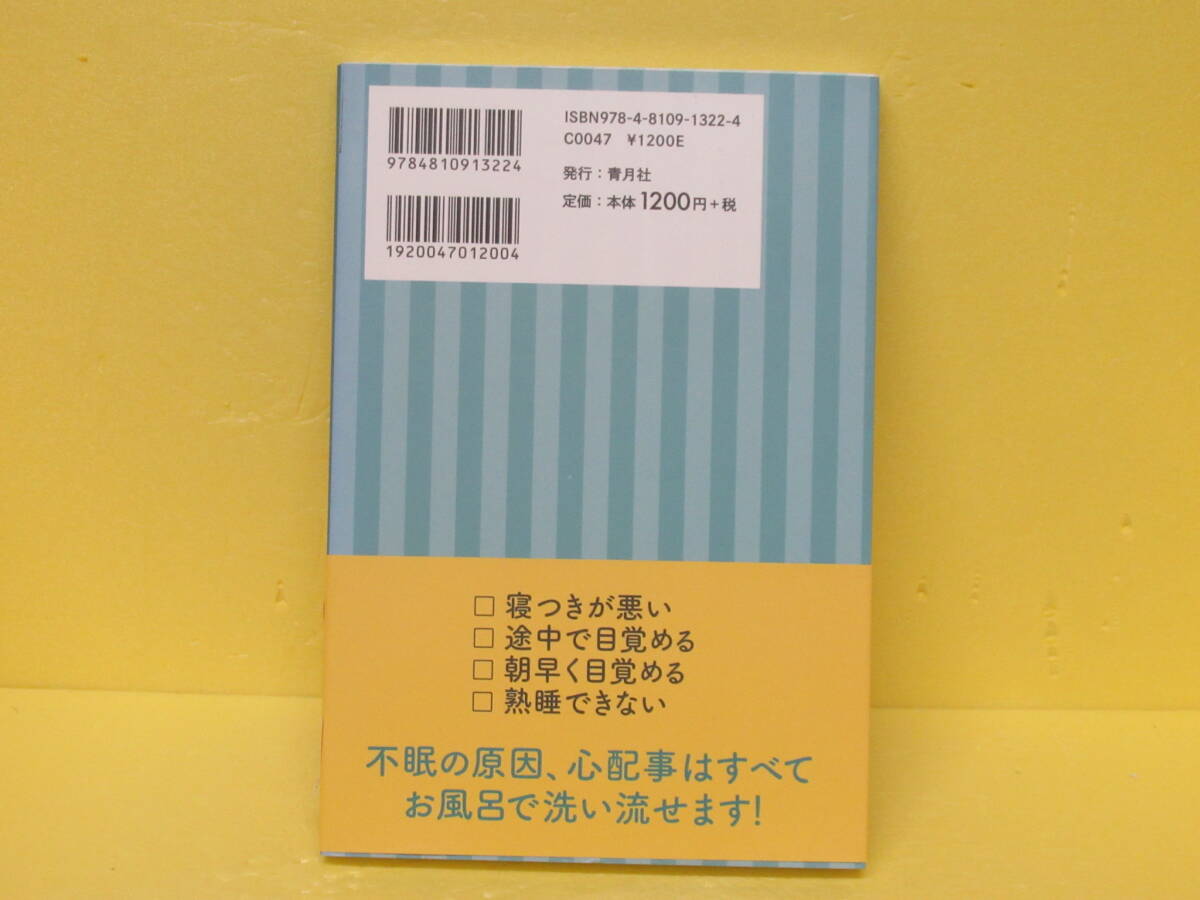 ISBN978-4-8109-1322-4
C0047 ¥1200E
9784810913224
発行:青月社
定価:本体1200円+税
1920047012004
□ 寝つきが悪い
□ 途中で目覚める
□ 朝早く目覚める
□ 熟睡できない
不眠の原因、心配事はすべて
お風呂で洗い流せます!